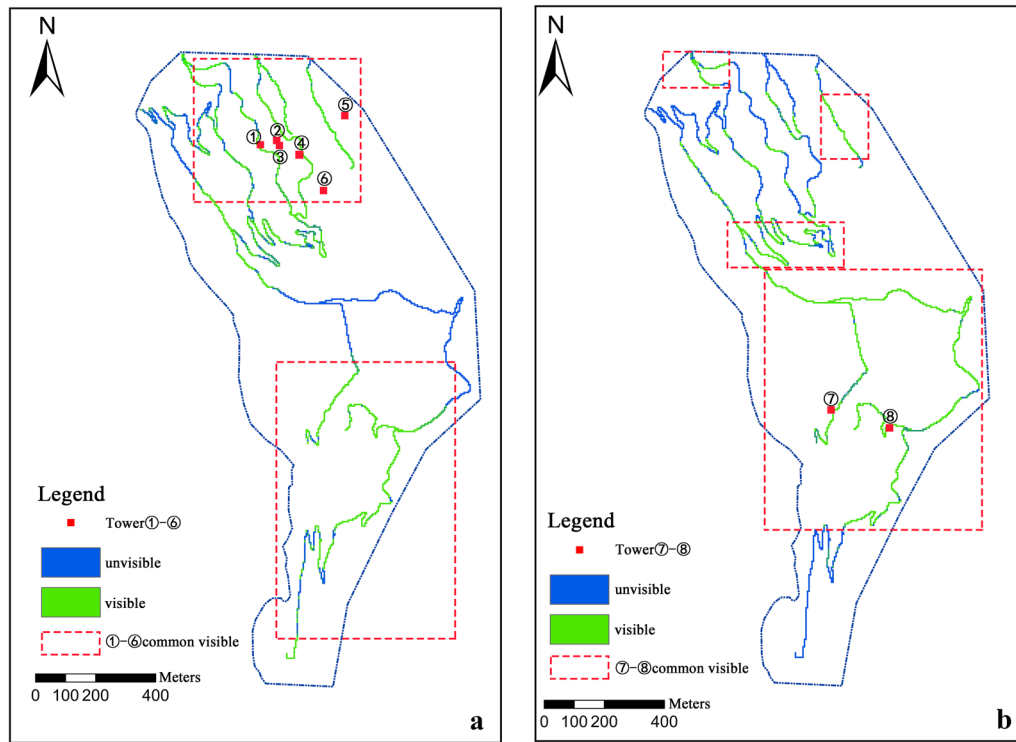 N
⑤
②
①
④
③
⑥
Legend
Tower①-⑥
unvisible
visible
①-⑥common visible
Meters
0 100 200 400
a
N
⑦
⑧
Legend
Tower⑦-⑧
unvisible
visible
⑦-⑧common visible
Meters
0 100 200 400
b